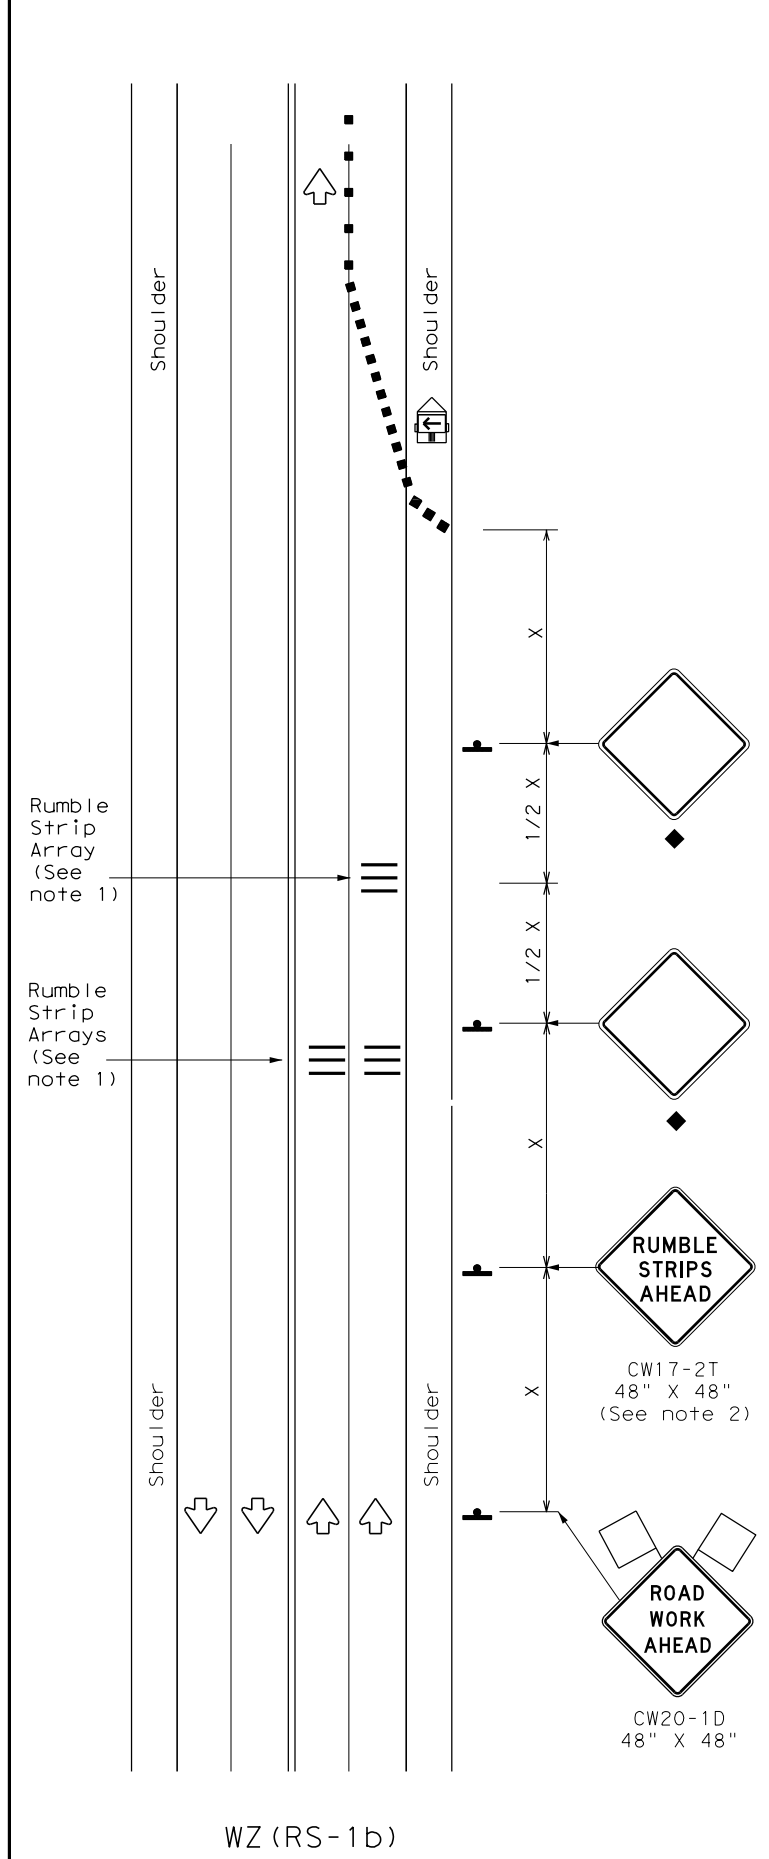 Shoulder
Shoulder
X
1/2 X
Rumble
Strip
Array
(See
note 1)
1/2 X
Rumble
Strip
Arrays
(See
note 1)
X
RUMBLE
STRIPS
AHEAD
CW17-2T
48" X 48"
(See note 2)
X
Shoulder
Shoulder
ROAD
WORK
AHEAD
CW20-1D
48" X 48"
WZ(RS-1b)